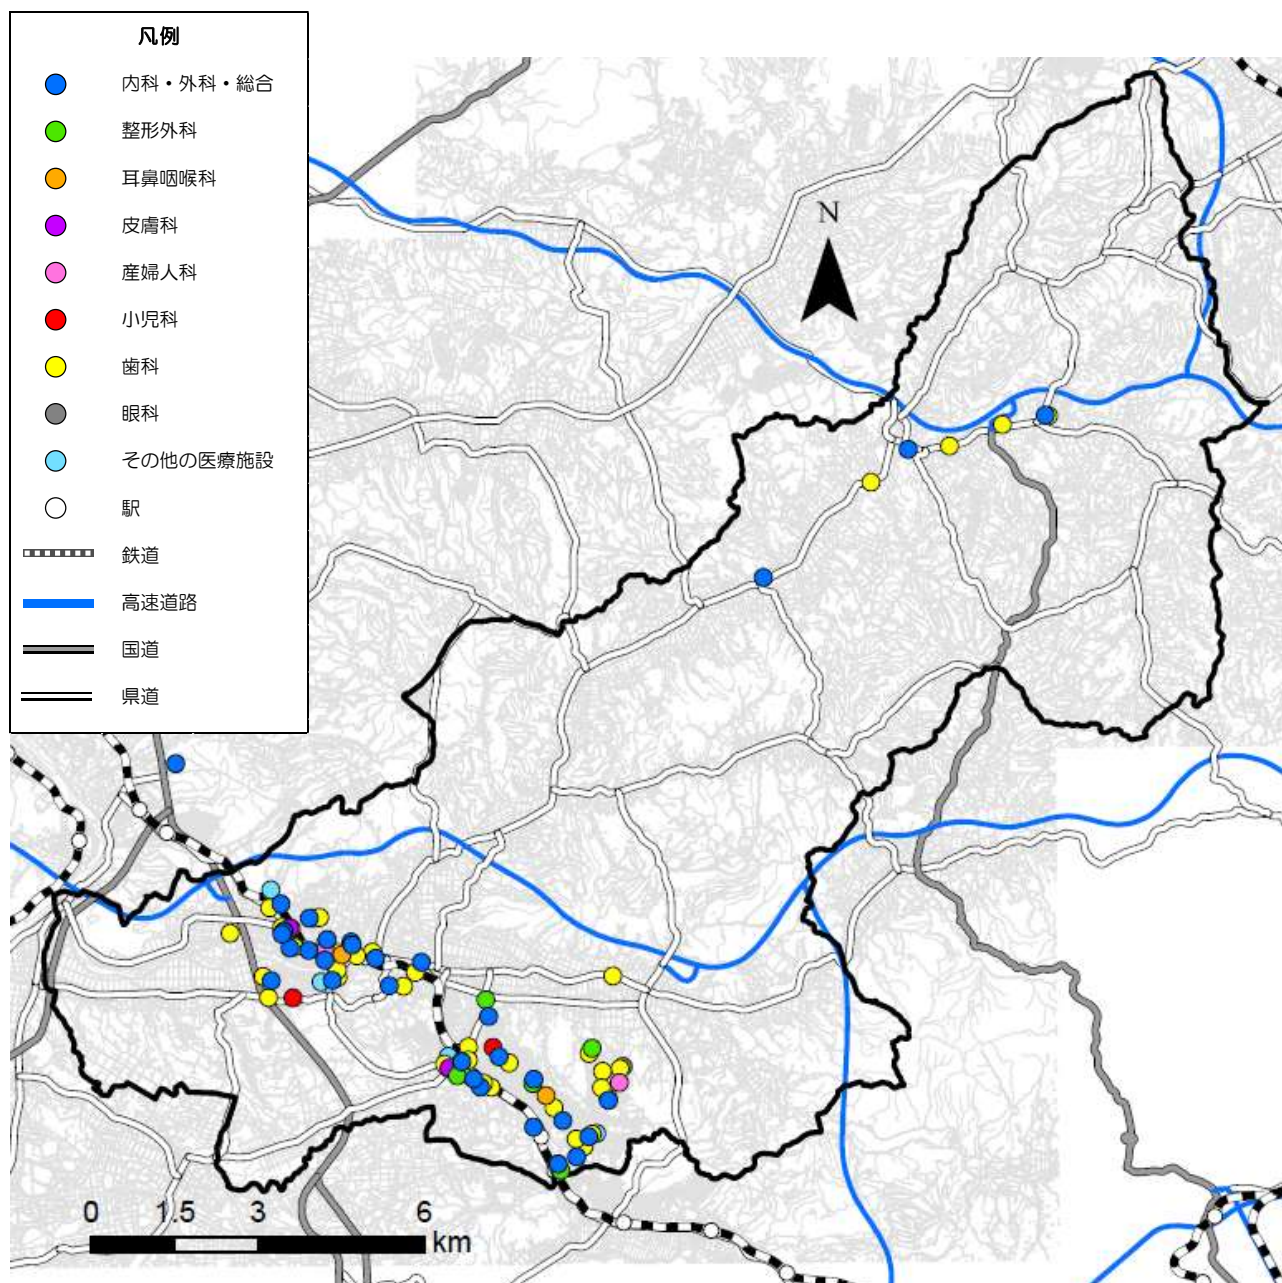 凡例
内科・外科・総合
整形外科
耳鼻咽喉科
皮膚科
産婦人科
小児科
歯科
眼科
その他の医療施設
駅
鉄道
高速道路
国道
県道
N
0 1.5 3 6
km